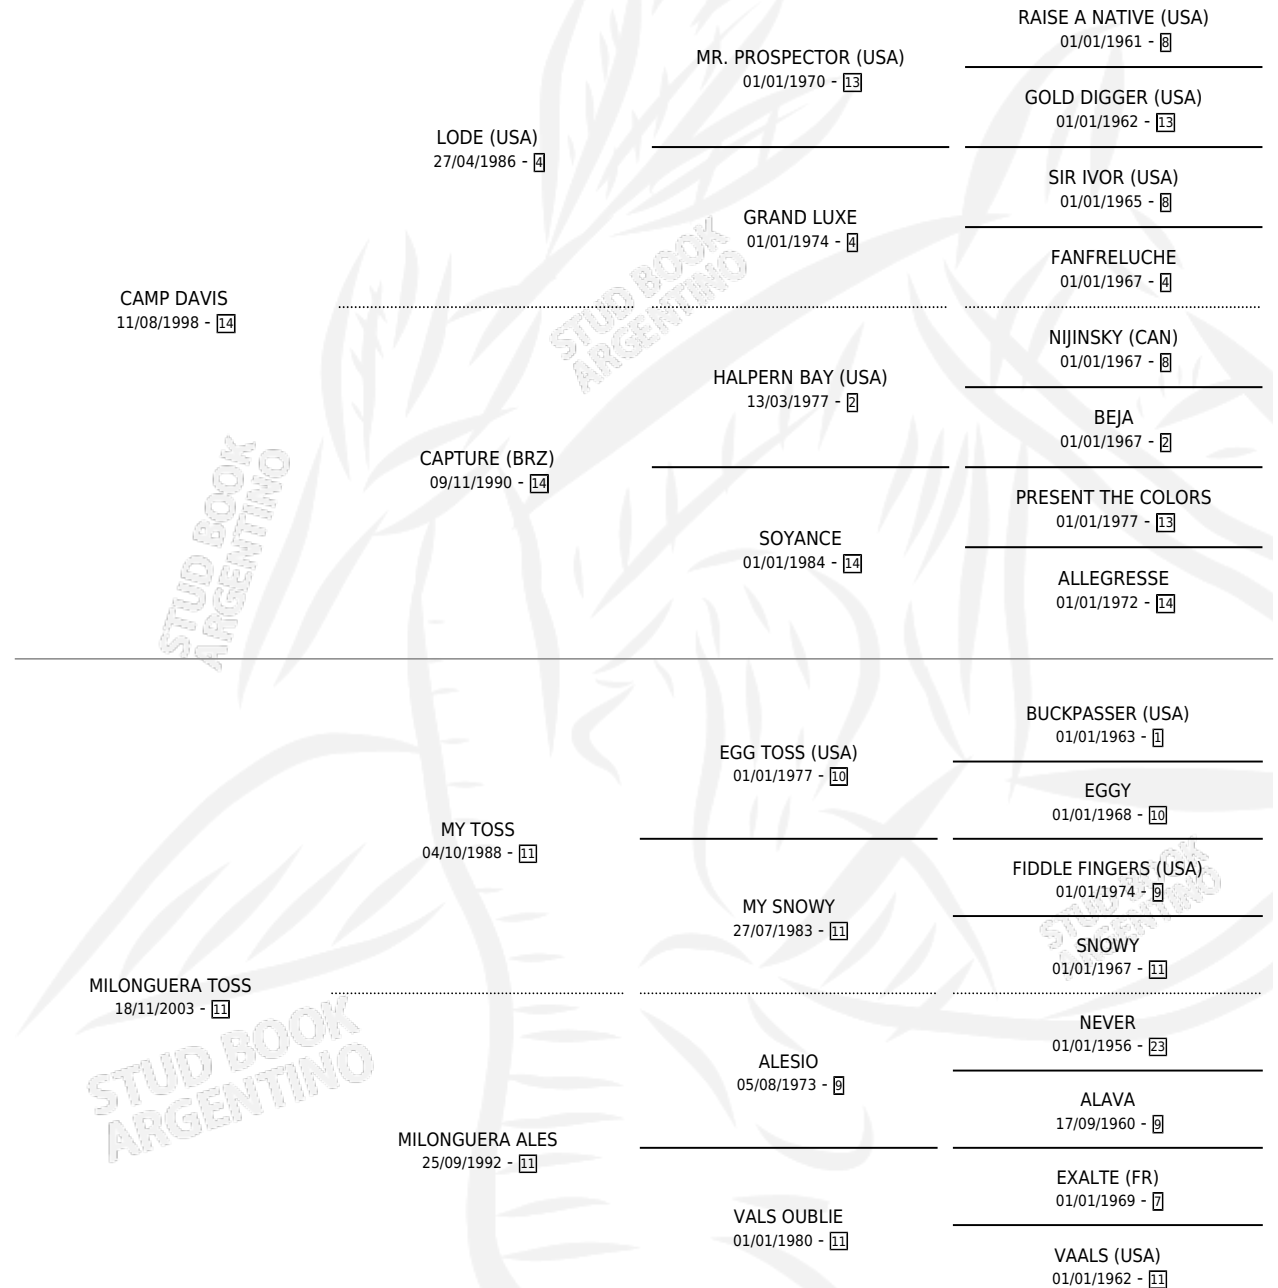 RAISE A NATIVE (USA)
01/01/1961 - 8
MR. PROSPECTOR (USA)
01/01/1970 - 13
GOLD DIGGER (USA)
01/01/1962 - 13
LODE (USA)
27/04/1986 - 4
SIR IVOR (USA)
01/01/1965 - 8
GRAND LUXE
01/01/1974 - 4
FANFRELUCHE
01/01/1967 - 4
CAMP DAVIS
11/08/1998 - 14
STUD BOOK
ARGENTINO
NIJINSKY (CAN)
01/01/1967 - 8
HALPERN BAY (USA)
13/03/1977 - 2
BEJA
01/01/1967 - 2
CAPTURE (BRZ)
09/11/1990 - 14
PRESENT THE COLORS
01/01/1977 - 13
SOYANCE
01/01/1984 - 14
ALLEGRESSE
01/01/1972 - 14
STUD BOOK
ARGENTINO
BUCKPASSER (USA)
01/01/1963 - 1
EGG TOSS (USA)
01/01/1977 - 10
EGGY
01/01/1968 - 10
MY TOSS
04/10/1988 - 11
FIDDLE FINGERS (USA)
01/01/1974 - 9
MY SNOWY
27/07/1983 - 11
STUD BOOK
ARGENTINO
SNOWY
01/01/1967 - 11
MILONGUERA TOSS
18/11/2003 - 11
NEVER
01/01/1956 - 23
STUD BOOK
ARGENTINO
ALESIO
05/08/1973 - 9
ALAVA
17/09/1960 - 9
MILONGUERA ALES
25/09/1992 - 11
EXALTE (FR)
01/01/1969 - 7
VALS OUBLIE
01/01/1980 - 11
VAALS (USA)
01/01/1962 - 11